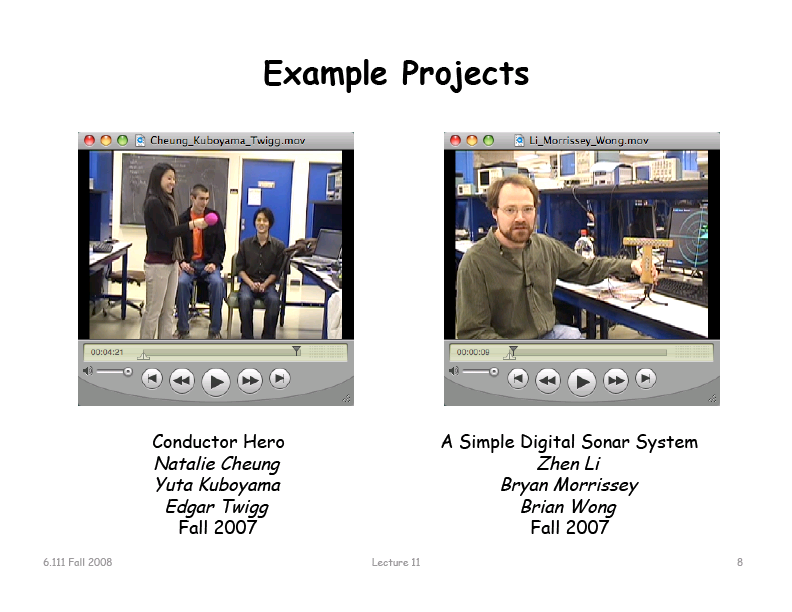 Example Projects
Cheung_Kuboyama_Twigg.mov
00:04:21
Conductor Hero
Natalie Cheung
Yuta Kuboyama
Edgar Twigg
Fall 2007
Li_Morrissey_Wong.mov
00:00:09
A Simple Digital Sonar System
Zhen Li
Bryan Morrissey
Brian Wong
Fall 2007
6.111 Fall 2008
Lecture 11
8